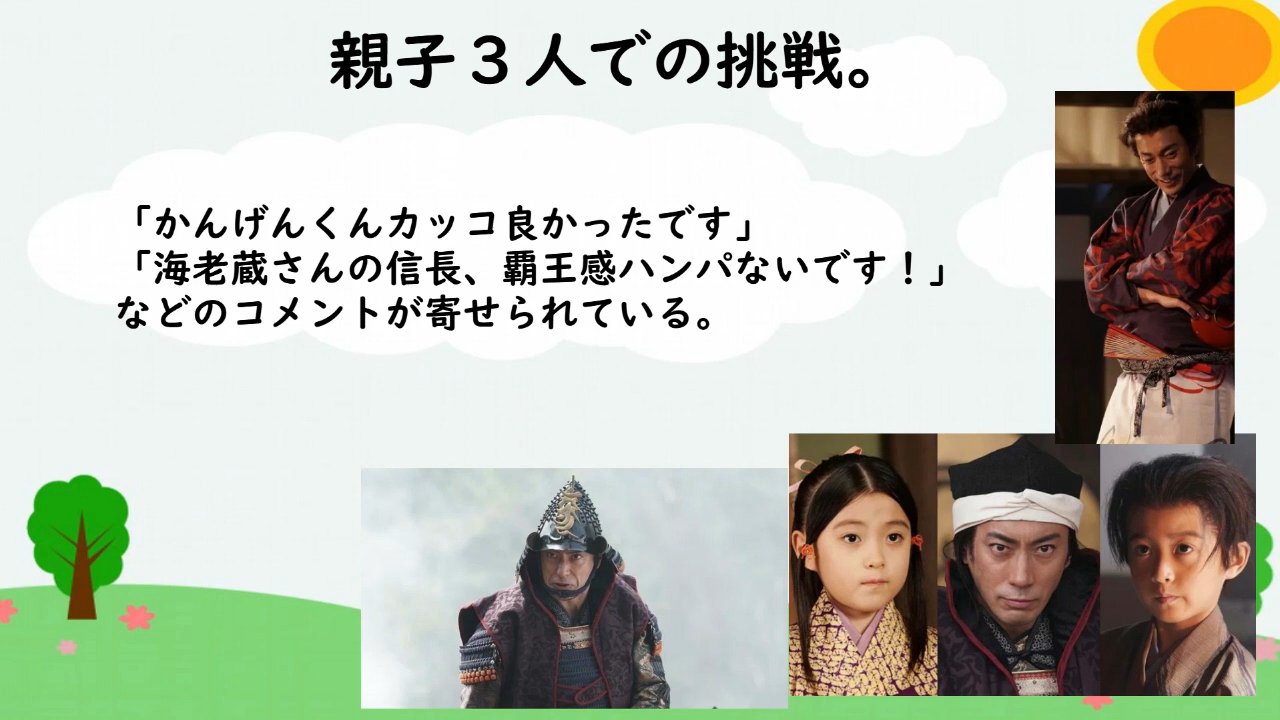 親子３人での挑戦。
「かんげんくんカッコ良かったです」
「海老蔵さんの信長、覇王感ハンパないです！」
などのコメントが寄せられている。